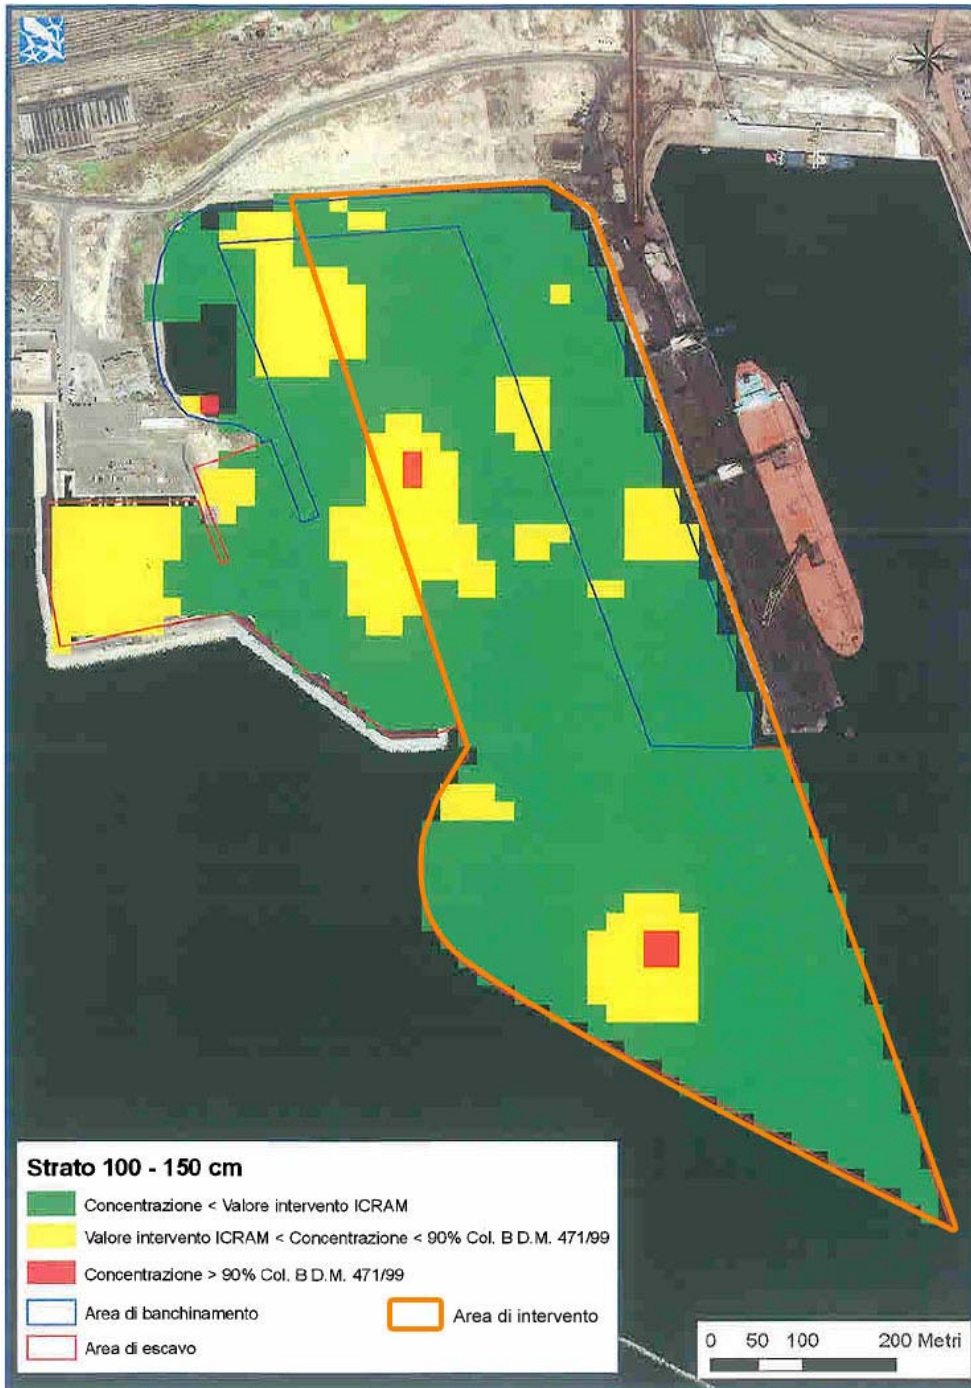 Strato 100 - 150 cm
Concentrazione < Valore intervento ICRAM
Valore intervento ICRAM < Concentrazione < 90% Col. B D.M. 471/99
Concentrazione > 90% Col. B D.M. 471/99
Area di banchinamento
Area di intervento
Area di escavo
0 50 100 200 Metri